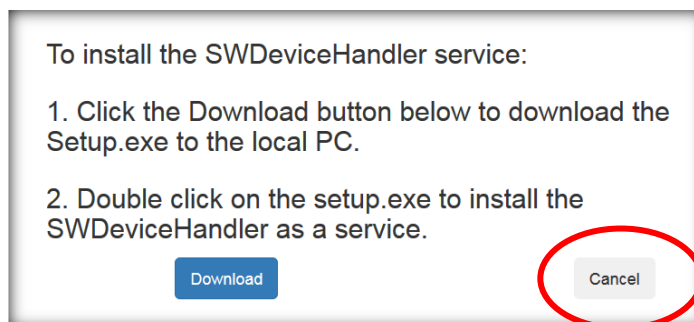 To install the SWDeviceHandler service:
1. Click the Download button below to download the
Setup.exe to the local PC.
2. Double click on the setup.exe to install the
SWDeviceHandler as a service.
Download
Cancel